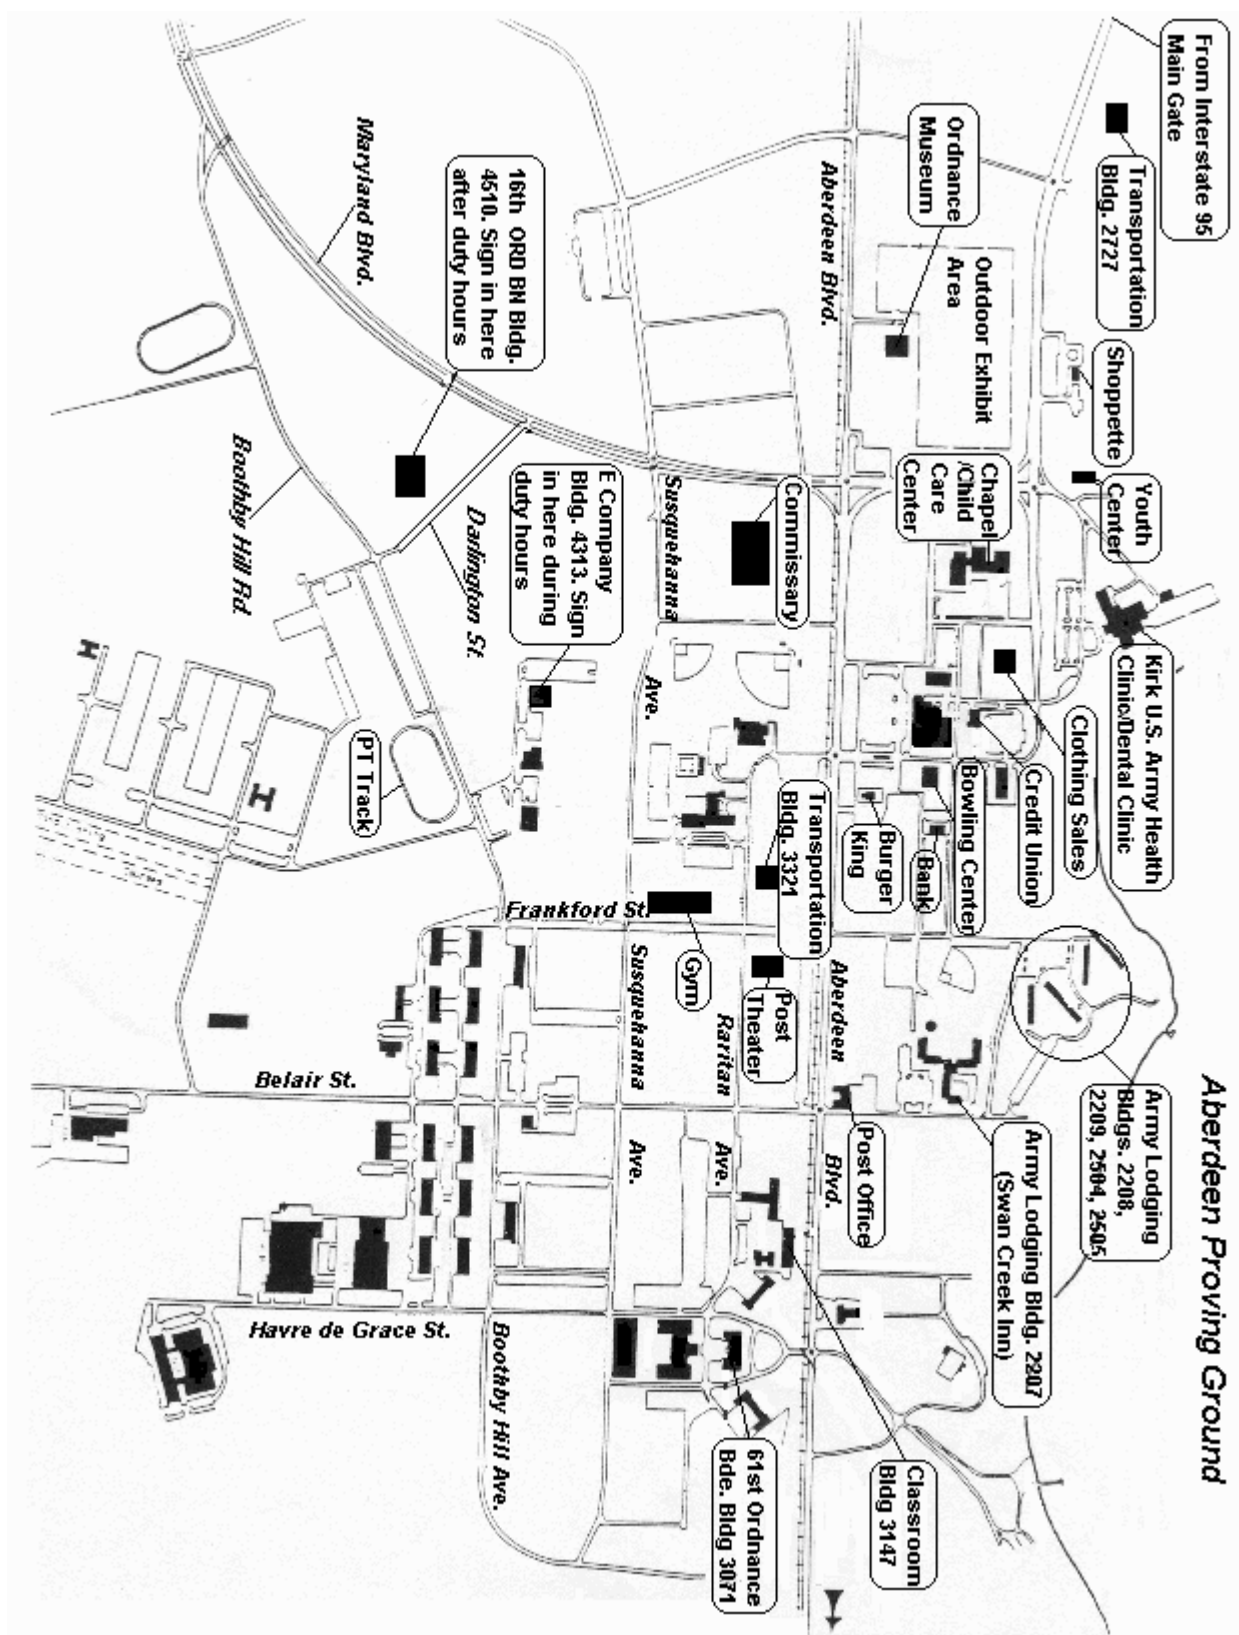 Aberdeen Proving Ground
From Interstate 95
Main Gate
Transportation
Bldg. 2727
Shoppette
Youth
Center
Kirk U.S. Army Health
Clinic/Dental Clinic
Clothing Sales
Credit Union
Bowling Center
Bank
Burger
King
Army Lodging
Bldgs. 2208,
2209, 2504, 2505
Army Lodging Bldg. 2207
(Swan Creek Inn)
Ordnance
Museum
Outdoor Exhibit
Area
Chapel
/Child
Care
Center
Aberdeen Blvd.
Commissary
Transportation
Bldg. 3321
Post
Theater
Aberdeen
Blvd.
Post Office
Classroom
Bldg 3147
61st Ordnance
Bde. Bldg 3071
Raritan
Ave.
Gym
Susquehanna
Ave.
Susquehanna
Ave.
Frankford St.
16th ORD BN Bldg.
4510. Sign in here
after duty hours
E Company
Bldg. 4313. Sign
in here during
duty hours
Maryland Blvd.
Darlington St.
Boothby Hill Rd.
PT Track
Belair St.
Havre de Grace St.
Boothby Hill Ave.